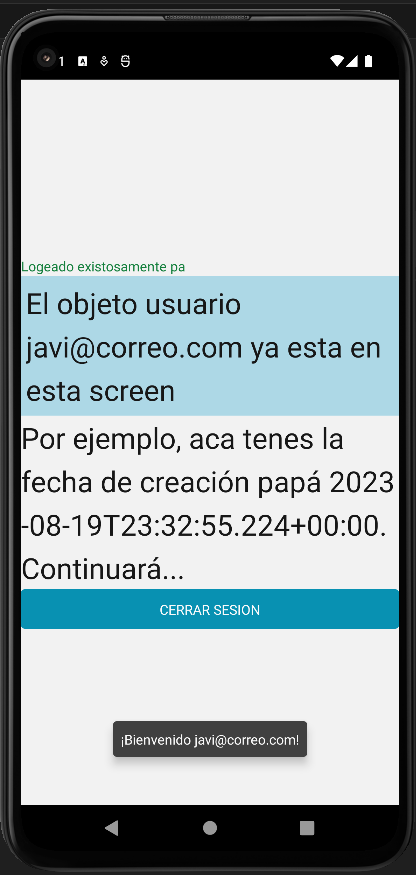 1
Logeado existosamente pa
El objeto usuario
javi@correo.com ya esta en
esta screen
Por ejemplo, aca tenes la
fecha de creación papá 2023
-08-19T23:32:55.224+00:00.
Continuará...
CERRAR SESION
¡Bienvenido javi@correo.com!